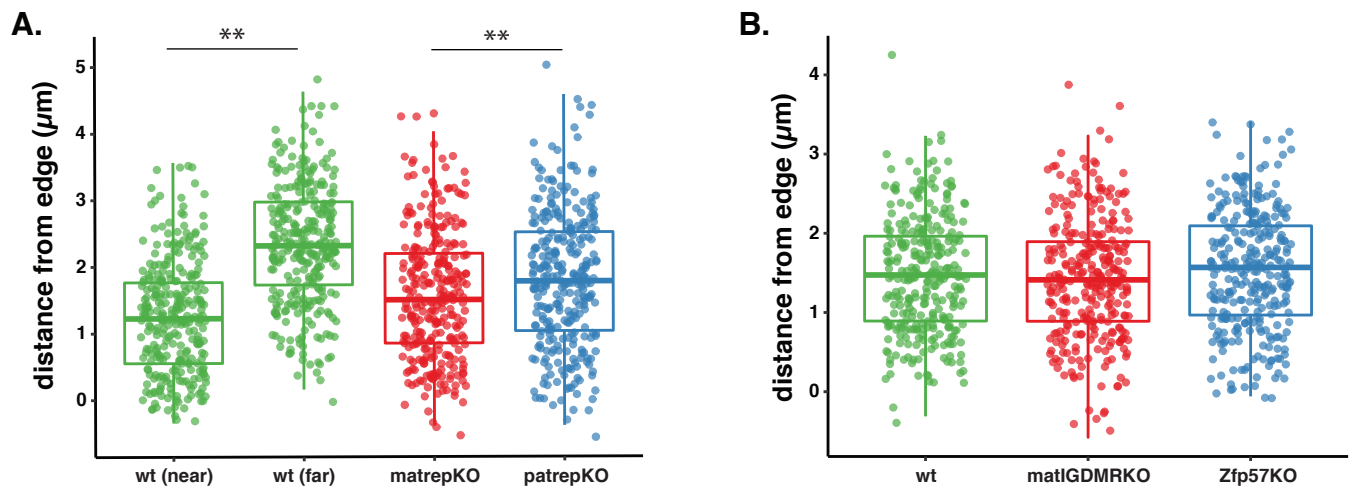 A.
distance from edge (µm)
5
4
3
2
1
0
**
**
wt (near) wt (far) matrepKO patrepKO
B.
distance from edge (µm)
4
3
2
1
0
wt matIGDMRKO Zfp57KO